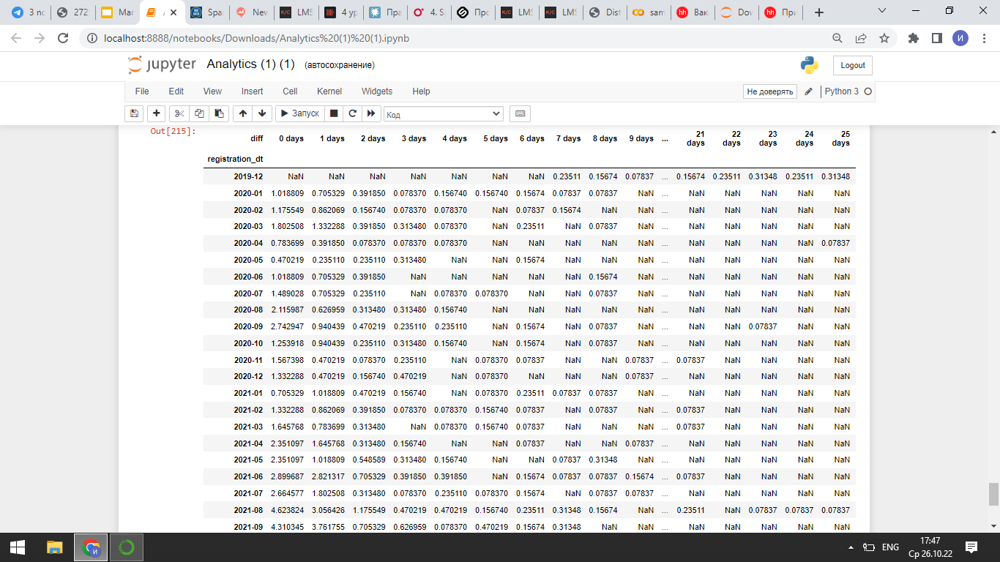 3 пс
272
Mar
Spar
New
K/C LMS
4 ур
Пра
4. S
Прс
K/C LMS
K/C LMS
Dist
co sam
hh Вак
Dov
hh При
localhost:8888/notebooks/Downloads/Analytics%20(1)%20(1).ipynb
И
jupyter Analytics (1) (1) (автосохранение)
Logout
File Edit View Insert Cell Kernel Widgets Help
Не доверять Python 3
Запуск Код
Out[215]:
diff 0 days 1 days 2 days 3 days 4 days 5 days 6 days 7 days 8 days 9 days ... 21 days 22 days 23 days 24 days 25 days
registration_dt
2019-12 NaN NaN NaN NaN NaN NaN NaN 0.23511 0.15674 0.07837 ... 0.15674 0.23511 0.31348 0.23511 0.31348
2020-01 1.018809 0.705329 0.391850 0.078370 0.156740 0.156740 0.15674 0.07837 0.07837 NaN ... NaN NaN NaN NaN NaN
2020-02 1.175549 0.862069 0.156740 0.078370 0.078370 NaN 0.07837 0.15674 NaN NaN ... NaN NaN NaN NaN NaN
2020-03 1.802508 1.332288 0.391850 0.313480 0.078370 NaN 0.23511 NaN 0.07837 NaN ... NaN NaN NaN NaN NaN
2020-04 0.783699 0.391850 0.078370 0.078370 0.078370 NaN NaN NaN NaN NaN ... NaN NaN NaN NaN 0.07837
2020-05 0.470219 0.235110 0.235110 0.313480 NaN NaN 0.15674 NaN NaN NaN ... NaN NaN NaN NaN NaN
2020-06 1.018809 0.705329 0.391850 NaN NaN NaN NaN NaN 0.15674 NaN ... NaN NaN NaN NaN NaN
2020-07 1.489028 0.705329 0.235110 NaN 0.078370 0.078370 NaN NaN 0.07837 NaN ... NaN NaN NaN NaN NaN
2020-08 2.115987 0.626959 0.313480 0.313480 0.156740 NaN NaN NaN NaN NaN ... NaN NaN NaN NaN NaN
2020-09 2.742947 0.940439 0.470219 0.235110 0.235110 NaN 0.15674 NaN 0.07837 NaN ... NaN NaN 0.07837 NaN NaN
2020-10 1.253918 0.940439 0.235110 0.313480 0.156740 NaN 0.15674 NaN 0.07837 NaN ... NaN NaN NaN NaN NaN
2020-11 1.567398 0.470219 0.078370 0.235110 NaN 0.078370 0.07837 NaN NaN 0.07837 ... 0.07837 NaN NaN NaN NaN
2020-12 1.332288 0.470219 0.156740 0.470219 NaN 0.078370 NaN NaN NaN 0.07837 ... NaN NaN NaN NaN NaN
2021-01 0.705329 1.018809 0.470219 0.156740 NaN 0.078370 0.23511 0.07837 0.07837 NaN ... NaN NaN NaN NaN NaN
2021-02 1.332288 0.862069 0.391850 0.078370 0.078370 0.156740 0.07837 NaN 0.07837 NaN ... 0.07837 NaN NaN NaN NaN
2021-03 1.645768 0.783699 0.313480 NaN 0.078370 0.156740 0.07837 NaN NaN NaN ... 0.07837 NaN NaN NaN NaN
2021-04 2.351097 1.645768 0.313480 0.156740 NaN NaN 0.07837 NaN NaN 0.07837 ... NaN NaN NaN NaN NaN
2021-05 2.351097 1.018809 0.548589 0.313480 0.156740 NaN NaN 0.07837 0.31348 NaN ... NaN NaN NaN NaN NaN
2021-06 2.899687 2.821317 0.705329 0.391850 0.391850 NaN 0.15674 0.07837 0.07837 0.15674 ... 0.07837 NaN NaN NaN NaN
2021-07 2.664577 1.802508 0.313480 0.078370 0.235110 0.078370 0.15674 NaN 0.07837 0.07837 ... NaN NaN NaN NaN NaN
2021-08 4.623824 3.056426 1.175549 0.470219 0.470219 0.156740 0.23511 0.31348 0.15674 NaN ... 0.23511 NaN 0.07837 0.07837 0.07837
2021-09 4.310345 3.761755 0.705329 0.626959 0.078370 0.470219 0.15674 0.31348 NaN NaN ... NaN NaN NaN NaN NaN
ENG
17:47
Ср 26.10.22